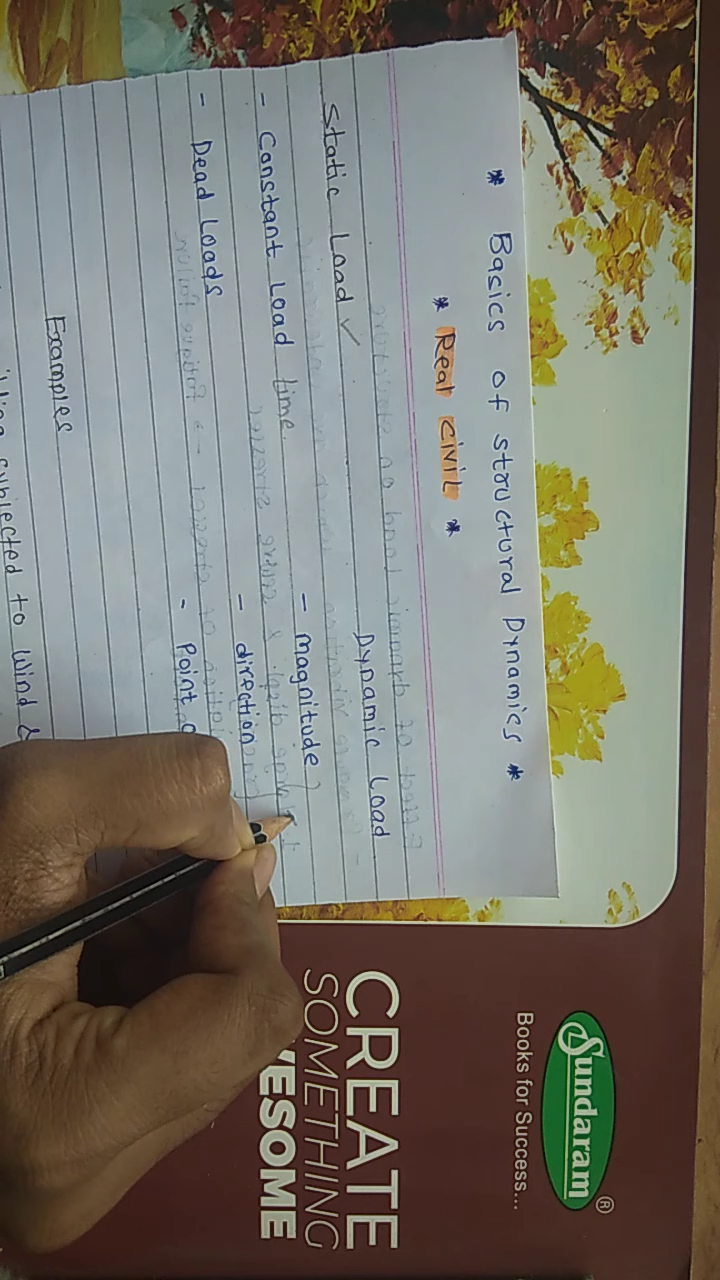 * Basics of structural Dynamics *
* Real Civil *
Static Load ✓
- Constant Load time.
- Dead Loads
Dynamic Load
- magnitude
- direction
- Point
Examples
subjected to Wind &
Sundaram®
Books for Success...
CREATE
SOMETHING
ESOME